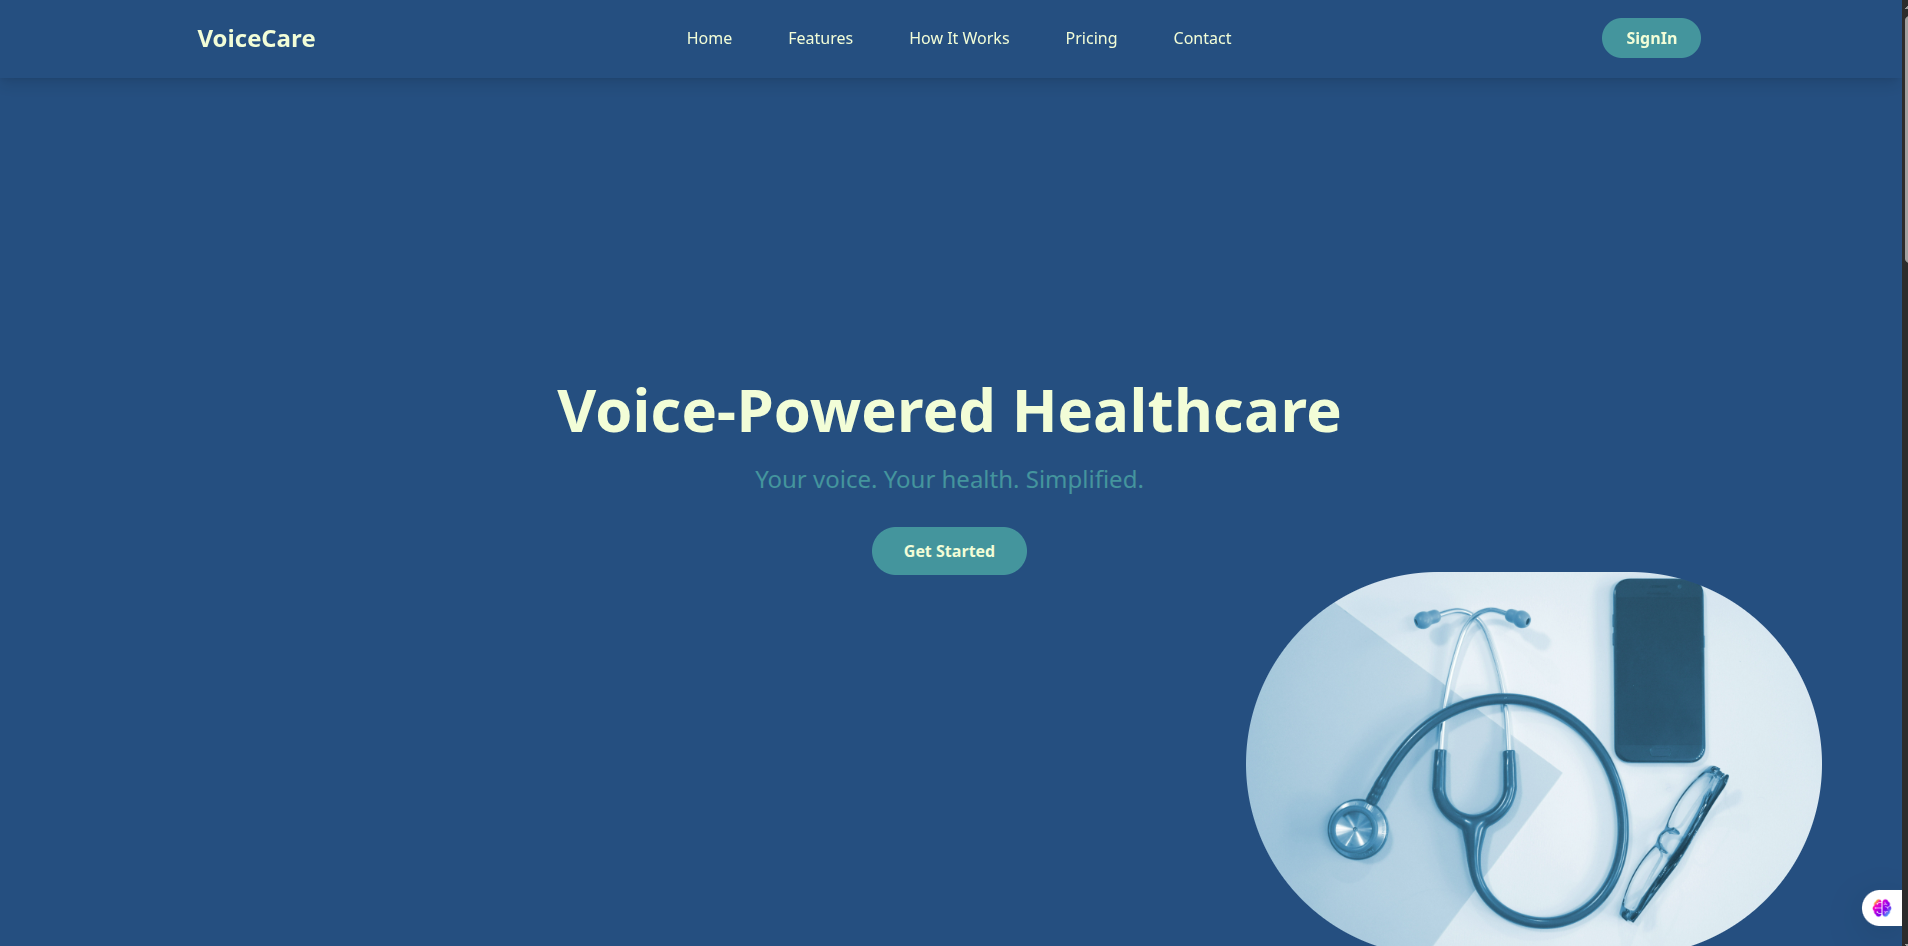 VoiceCare
Home
Features
How It Works
Pricing
Contact
SignIn
Voice-Powered Healthcare
Your voice. Your health. Simplified.
Get Started